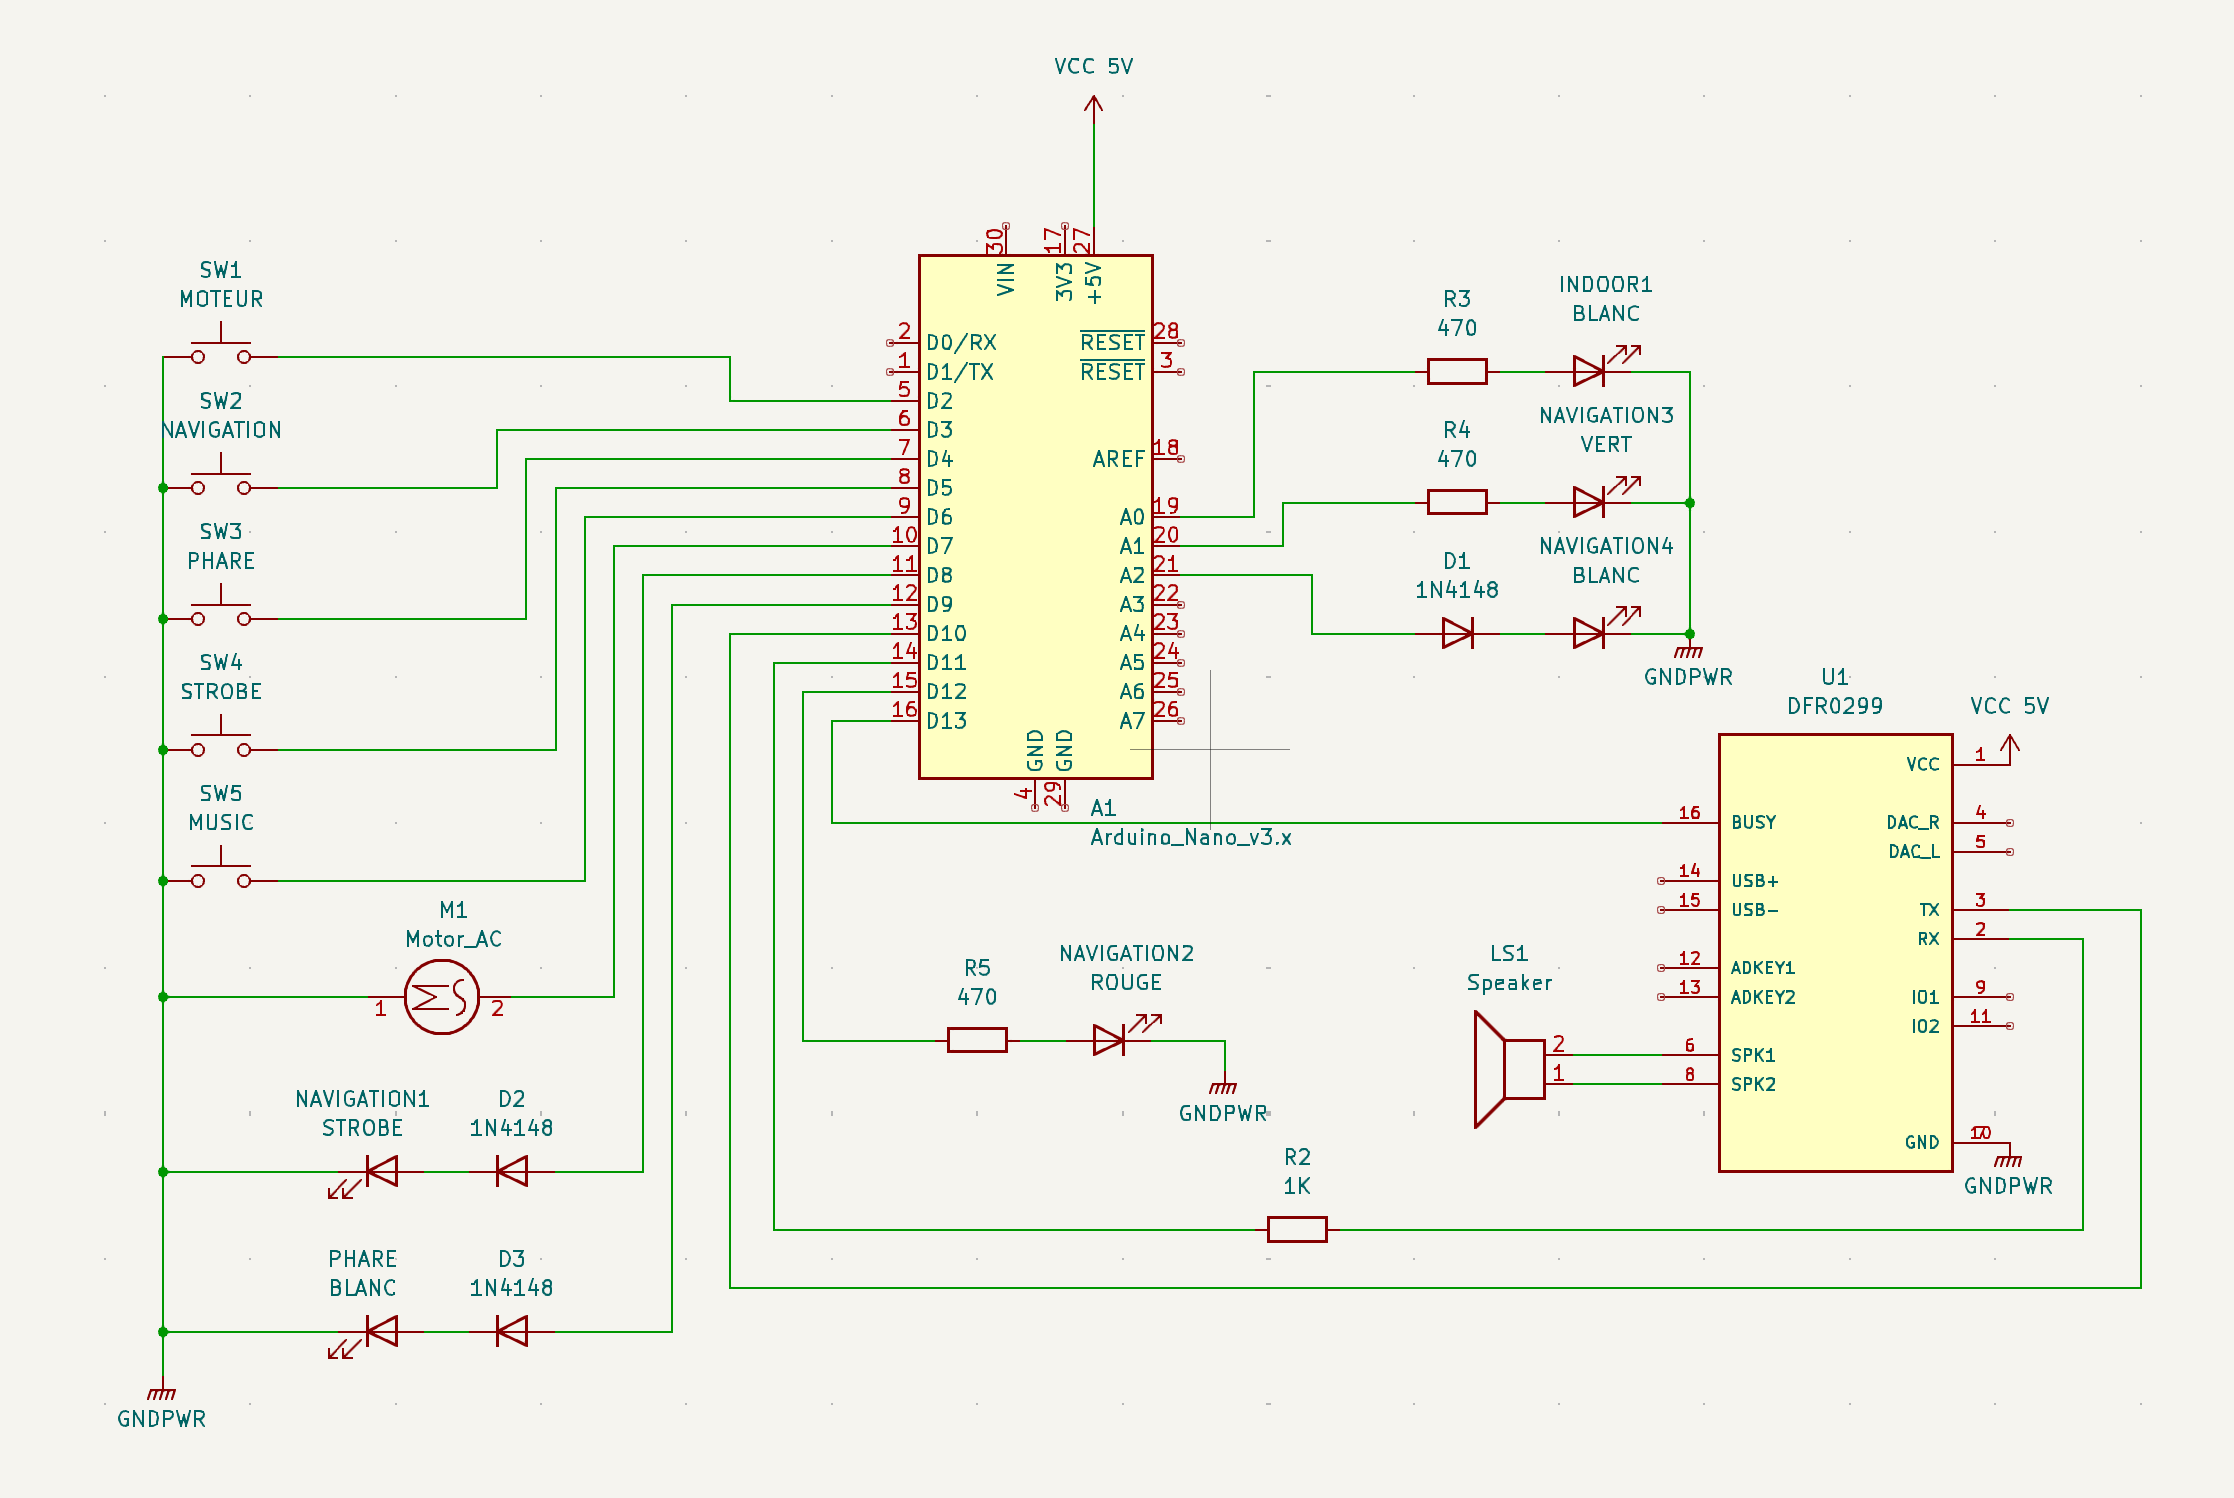 VCC 5V
30
17
27
VIN
3V3
+5V
SW1
MOTEUR
SW2
NAVIGATION
SW3
PHARE
SW4
STROBE
SW5
MUSIC
2
D0/RX
1
D1/TX
5
D2
6
D3
7
D4
8
D5
9
D6
10
D7
11
D8
12
D9
13
D10
14
D11
15
D12
16
D13
RESET
28
RESET
3
AREF
18
A0
19
A1
20
A2
21
A3
22
A4
23
A5
24
A6
25
A7
26
GND
GND
4
29
A1
Arduino_Nano_v3.x
R3
470
INDOOR1
BLANC
R4
470
NAVIGATION3
VERT
D1
1N4148
NAVIGATION4
BLANC
GNDPWR
U1
DFR0299
VCC 5V
VCC
1
16
BUSY
DAC_R
4
DAC_L
5
14
USB+
15
USB-
TX
3
RX
2
12
ADKEY1
13
ADKEY2
IO1
9
IO2
11
6
SPK1
8
SPK2
GND
10
GNDPWR
LS1
Speaker
2
1
M1
Motor_AC
1
2
R5
470
NAVIGATION2
ROUGE
GNDPWR
NAVIGATION1
STROBE
D2
1N4148
R2
1K
PHARE
BLANC
D3
1N4148
GNDPWR